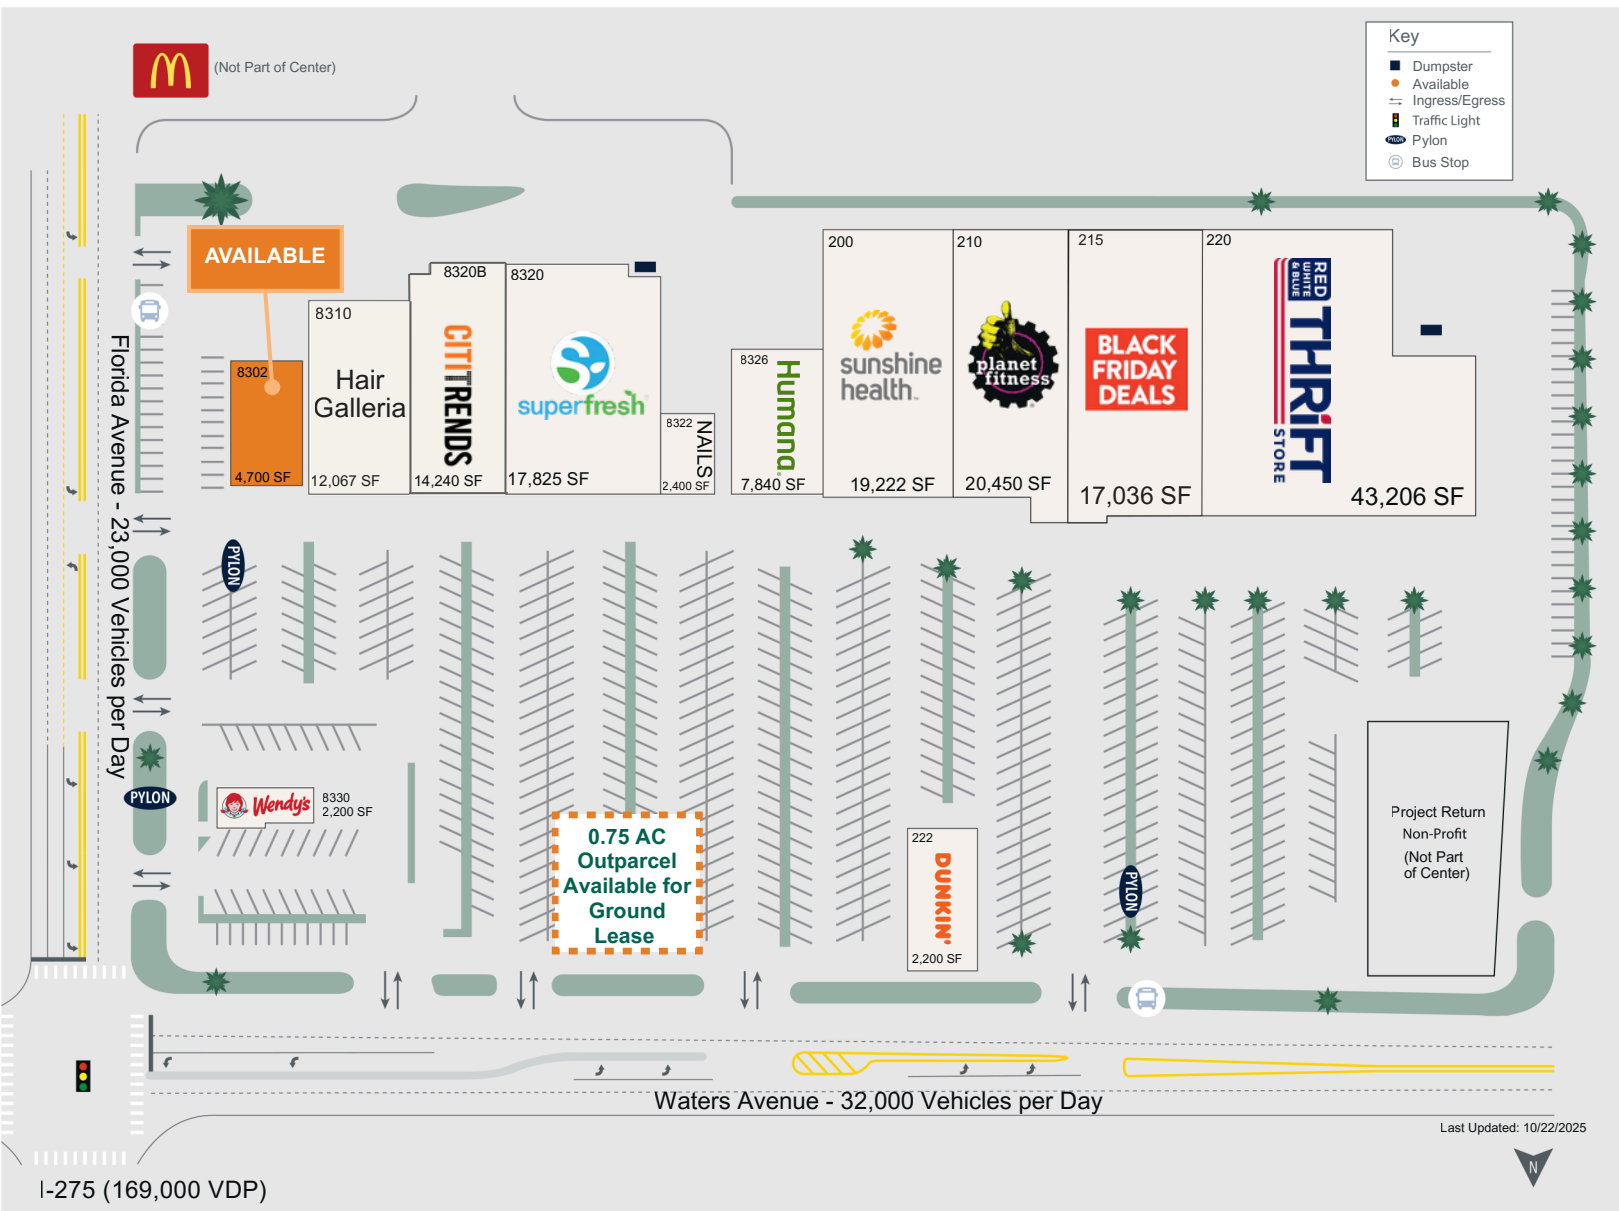 (Not Part of Center)
Key
Dumpster
Available
Ingress/Egress
Traffic Light
PYLON Pylon
Bus Stop
AVAILABLE
8302
4,700 SF
8310
Hair
Galleria
12,067 SF
8320B
CITITRENDS
14,240 SF
8320
superfresh
17,825 SF
8322
NAILS
2,400 SF
8326
Humana
7,840 SF
200
sunshine
health
19,222 SF
210
planet
fitness
20,450 SF
215
BLACK
FRIDAY
DEALS
17,036 SF
220
RED
WHITE
& BLUE
THRiFT
STORE
43,206 SF
Florida Avenue - 23,000 Vehicles per Day
PYLON
PYLON
Wendy's
8330
2,200 SF
0.75 AC
Outparcel
Available for
Ground
Lease
222
DUNKIN'
2,200 SF
PYLON
Project Return
Non-Profit
(Not Part
of Center)
Waters Avenue - 32,000 Vehicles per Day
Last Updated: 10/22/2025
N
I-275 (169,000 VDP)